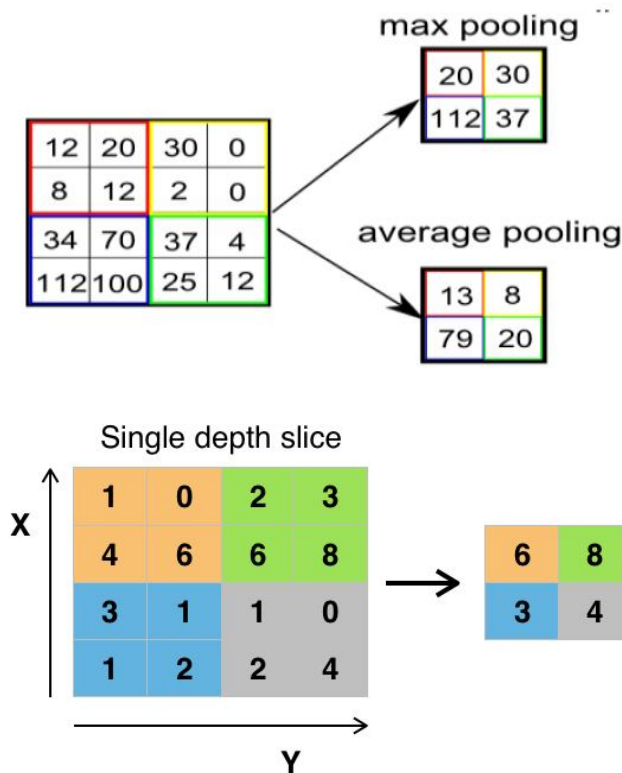 max pooling
20 30
112 37
12 20 30 0
8 12 2 0
34 70 37 4
112 100 25 12
average pooling
13 8
79 20
Single depth slice
X
1 0 2 3
4 6 6 8
3 1 1 0
1 2 2 4
6 8
3 4
Y